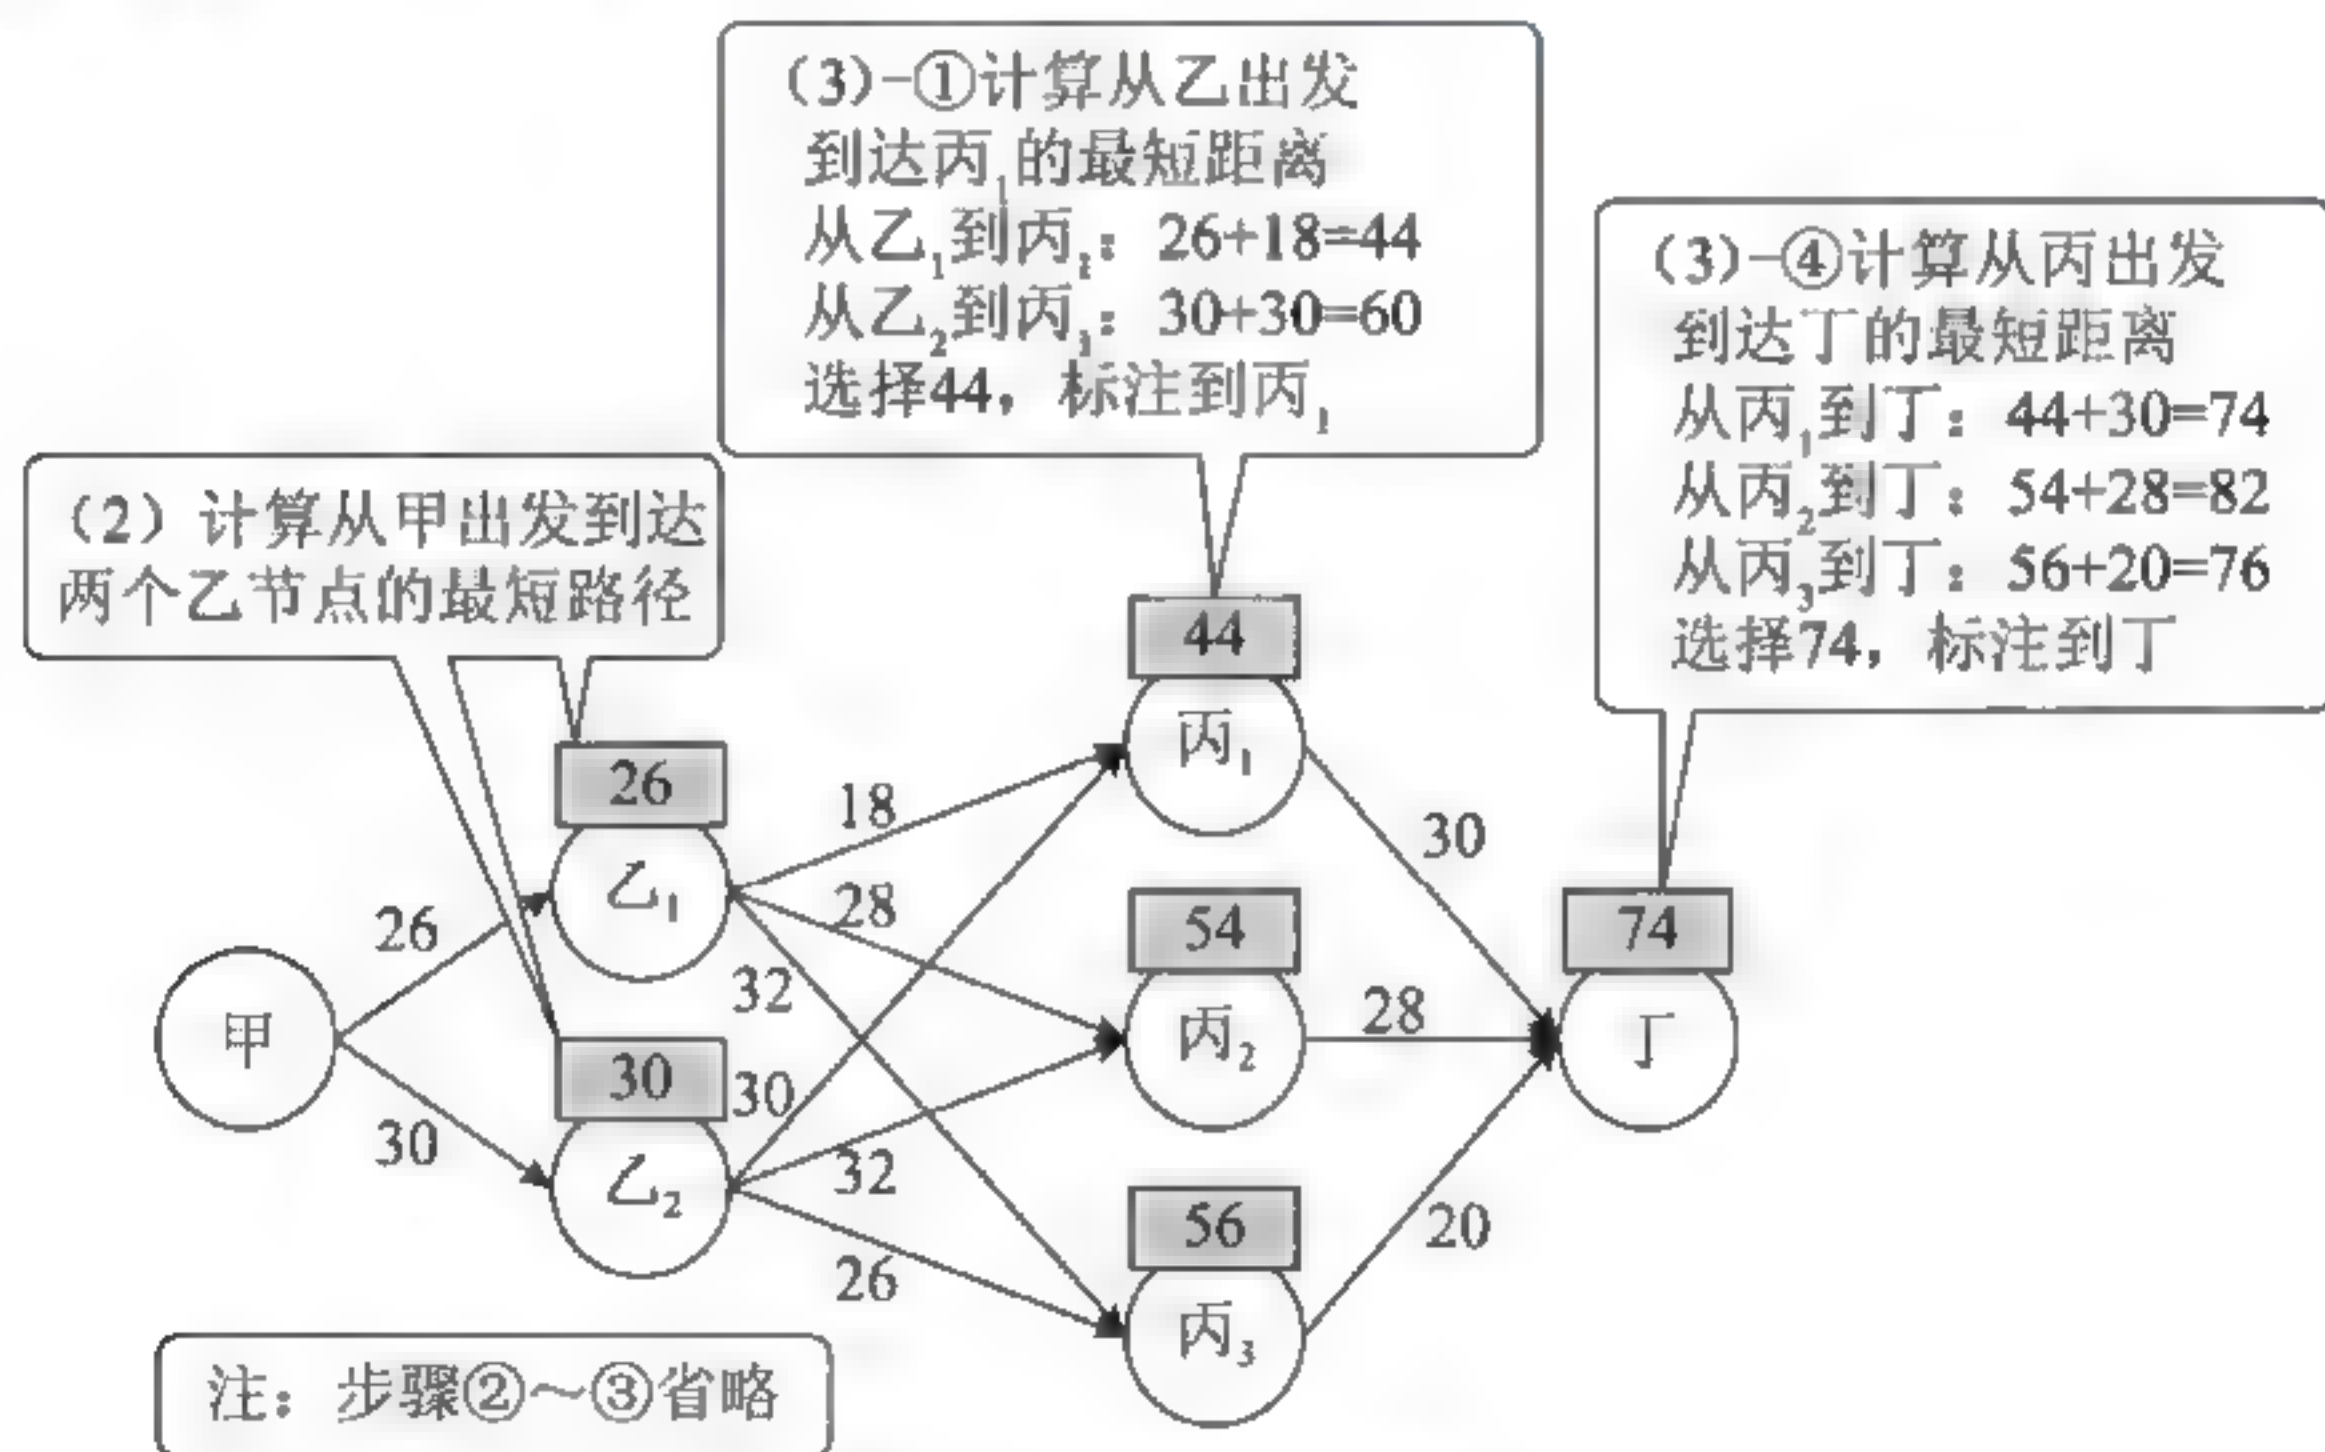 (3)-①计算从乙出发
到达丙₁的最短距离
从乙₁到丙₁：26+18=44
从乙₂到丙₁：30+30=60
选择44，标注到丙₁
(3)-④计算从丙出发
到达丁的最短距离
从丙₁到丁：44+30=74
从丙₂到丁：54+28=82
从丙₃到丁：56+20=76
选择74，标注到丁
(2) 计算从甲出发到达
两个乙节点的最短路径
44
丙₁
26
乙₁
18
30
28
54
74
26
32
甲
丙₂
28
丁
30
30
30
乙₂
32
56
20
26
丙₃
注：步骤②～③省略